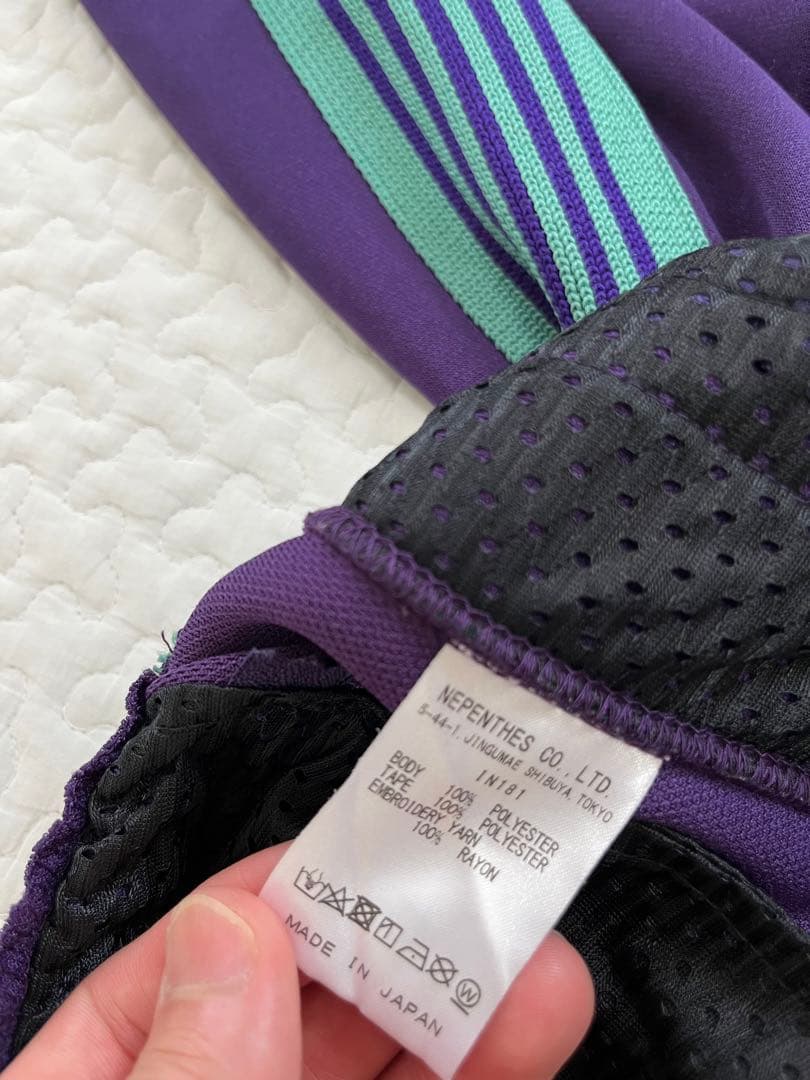 NEPENTHES CO., LTD.
5-44-1, JINGUMAE SHIBUYA, TOKYO
IN181
BODY
100% POLYESTER
TAPE
100% POLYESTER
EMBROIDERY YARN
100% RAYON
W
MADE IN JAPAN